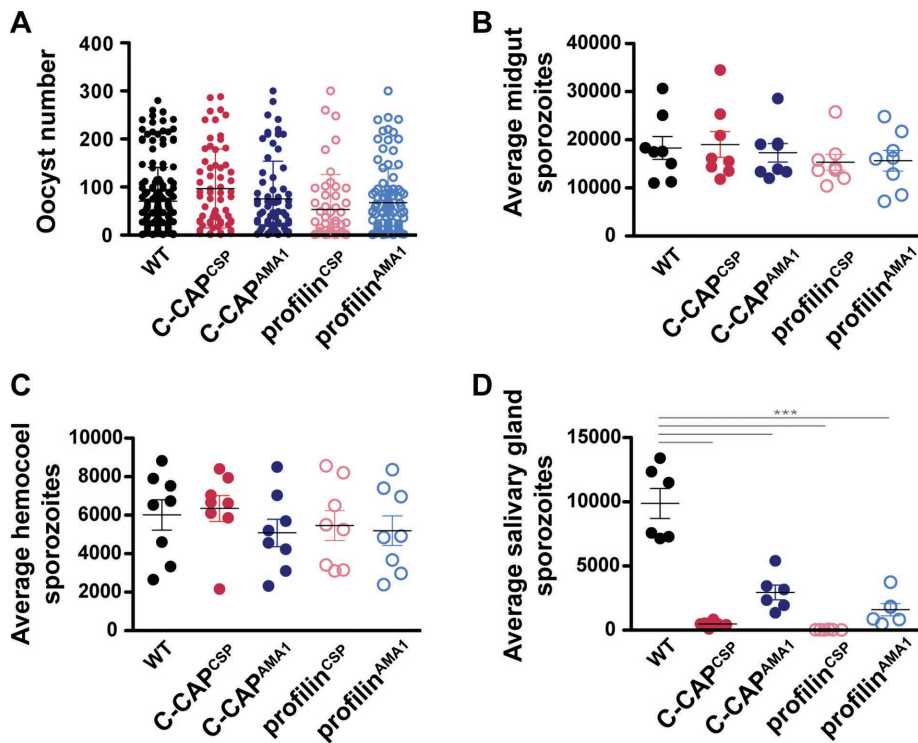 A
Oocyst number
400
300
200
100
0
WT
C-CAPCSP
C-CAPAMA1
profilinCSP
profilinAMA1
B
Average midgut
sporozoites
40000
30000
20000
10000
0
WT
C-CAPCSP
C-CAPAMA1
profilinCSP
profilinAMA1
C
Average hemocoel
sporozoites
10000
8000
6000
4000
2000
0
WT
C-CAPCSP
C-CAPAMA1
profilinCSP
profilinAMA1
D
Average salivary gland
sporozoites
***
15000
10000
5000
0
WT
C-CAPCSP
C-CAPAMA1
profilinCSP
profilinAMA1